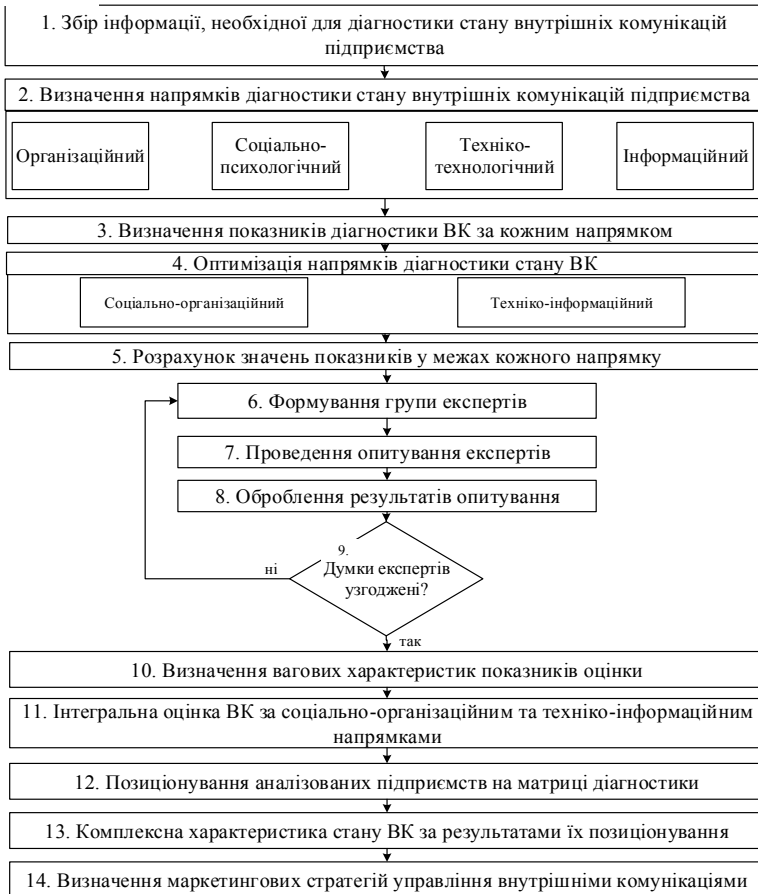 1. Збір інформації, необхідної для діагностики стану внутрішніх комунікацій
підприємства
2. Визначення напрямків діагностики стану внутрішніх комунікацій підприємства
Організаційний
Соціально-
психологічний
Техніко-
технологічний
Інформаційний
3. Визначення показників діагностики ВК за кожним напрямком
4. Оптимізація напрямків діагностики стану ВК
Соціально-організаційний
Техніко-інформаційний
5. Розрахунок значень показників у межах кожного напрямку
6. Формування групи експертів
7. Проведення опитування експертів
8. Оброблення результатів опитування
9.
ні
Думки експертів
узгоджені?
так
10. Визначення вагових характеристик показників оцінки
11. Інтегральна оцінка ВК за соціально-організаційним та техніко-інформаційним
напрямками
12. Позиціонування аналізованих підприємств на матриці діагностики
13. Комплексна характеристика стану ВК за результатами їх позиціонування
14. Визначення маркетингових стратегій управління внутрішніми комунікаціями